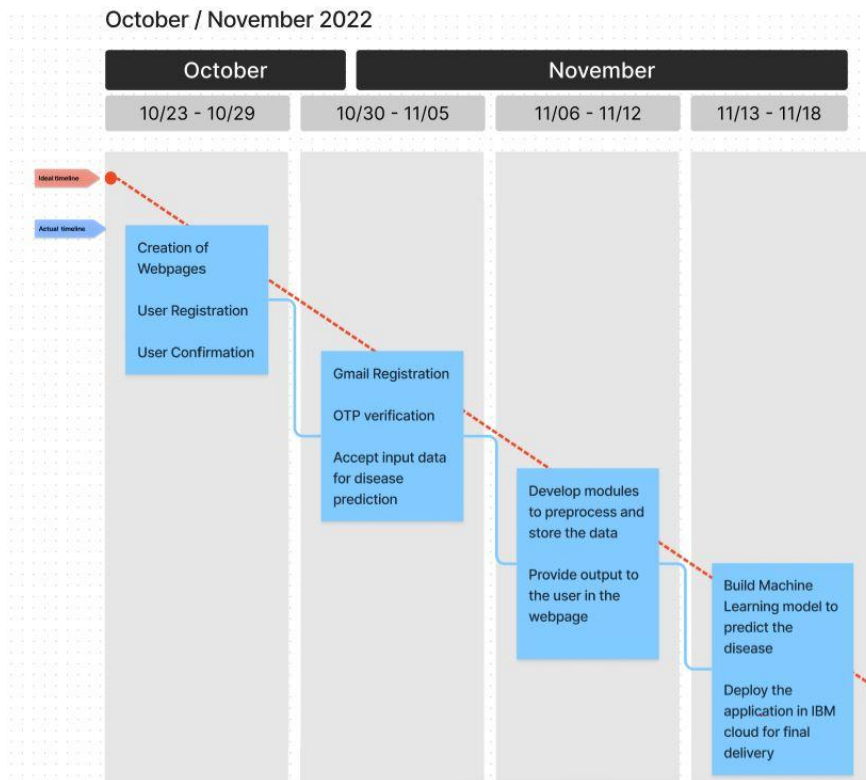 October / November 2022
October
November
10/23 - 10/29
10/30 - 11/05
11/06 - 11/12
11/13 - 11/18
Ideal timeline
Actual timeline
Creation of
Webpages
User Registration
User Confirmation
Gmail Registration
OTP verification
Accept input data
for disease
prediction
Develop modules
to preprocess and
store the data
Provide output to
the user in the
webpage
Build Machine
Learning model to
predict the
disease
Deploy the
application in IBM
cloud for final
delivery